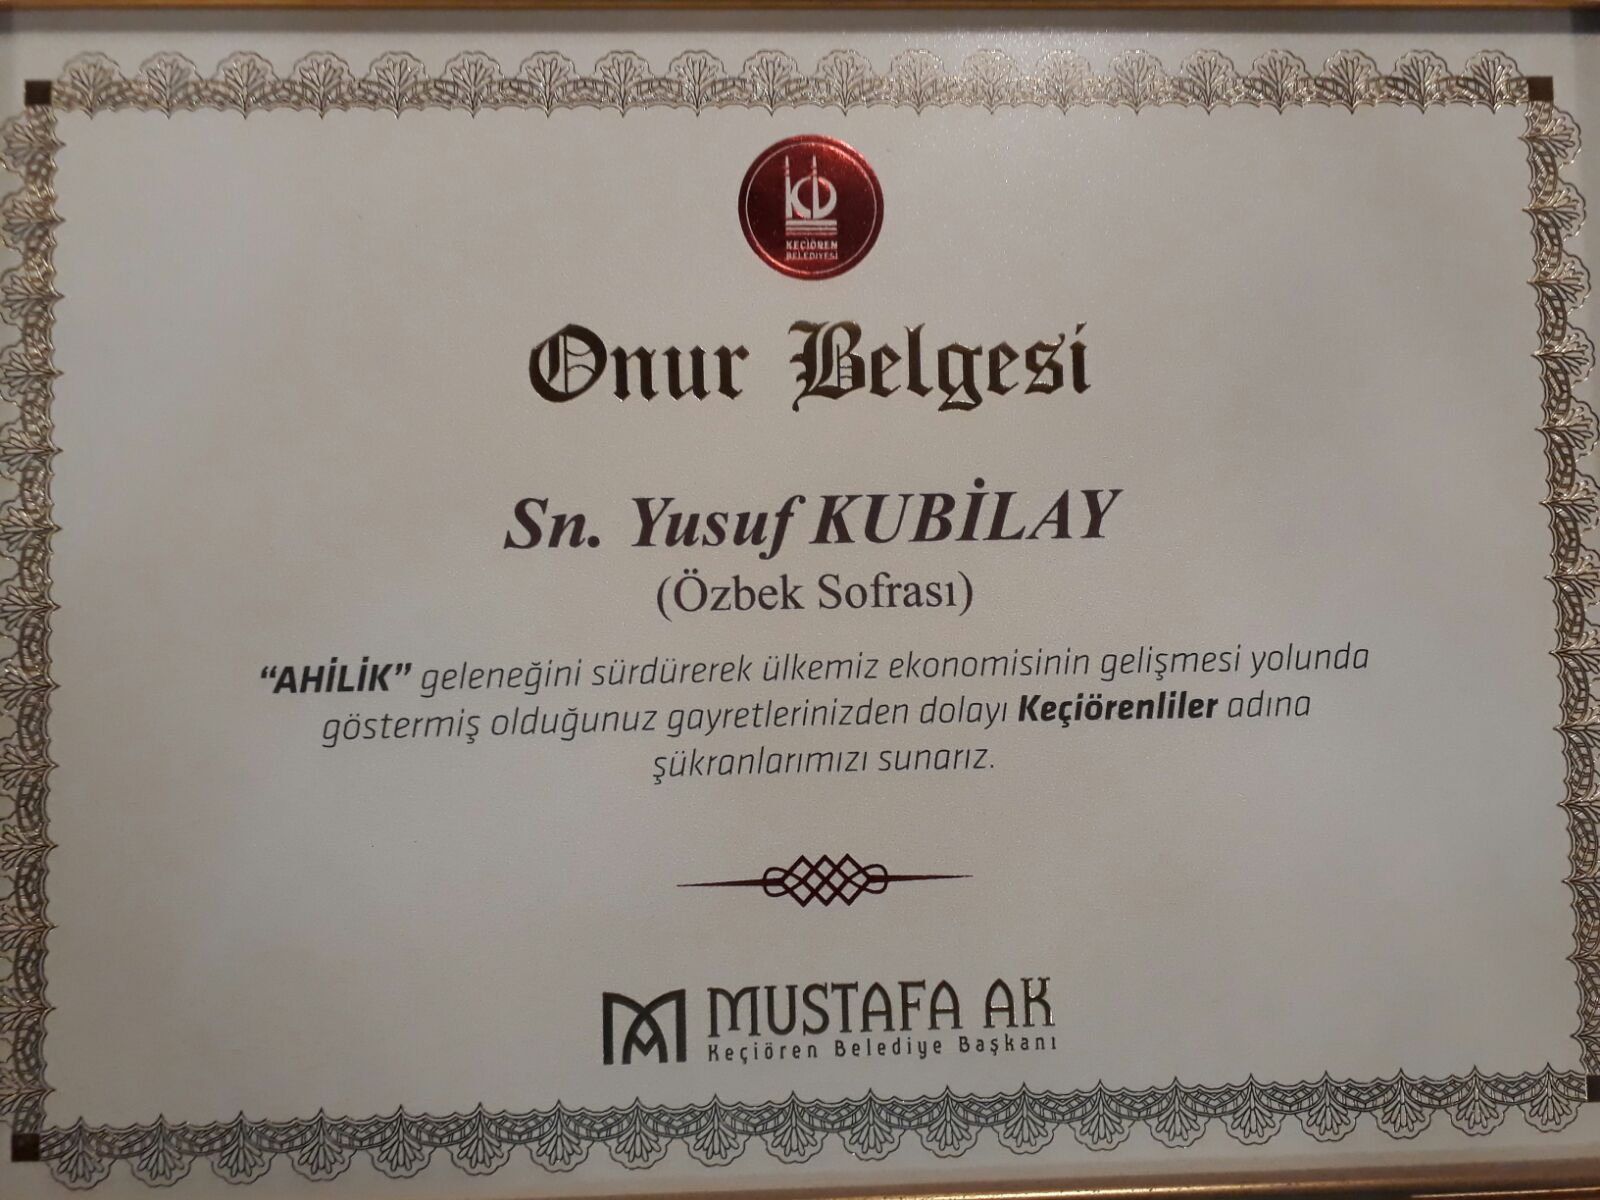 KEÇİÖREN
BELEDİYESİ
Onur Belgesi
Sn. Yusuf KUBİLAY
(Özbek Sofrası)
“AHİLİK” geleneğini sürdürerek ülkemiz ekonomisinin gelişmesi yolunda
göstermiş olduğunuz gayretlerinizden dolayı Keçiörenliler adına
şükranlarımızı sunarız.
MUSTAFA AK
Keçiören Belediye Başkanı